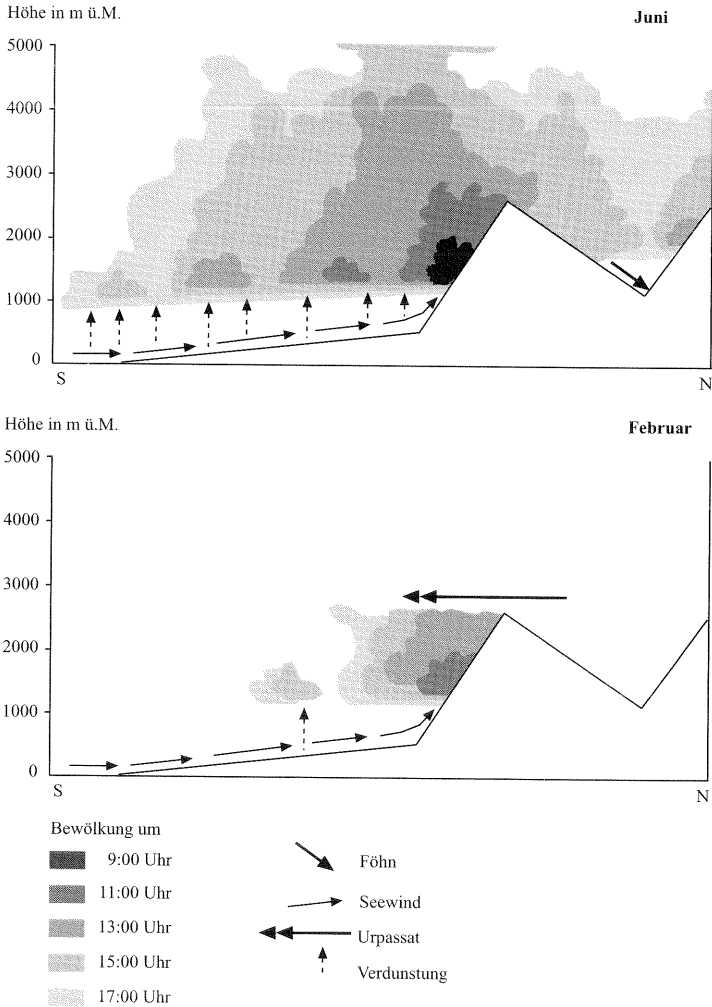 Höhe in m ü.M.
Juni
5000
4000
3000
2000
1000
0
S
N
Höhe in m ü.M.
Februar
5000
4000
3000
2000
1000
0
S
N
Bewölkung um
9:00 Uhr
11:00 Uhr
13:00 Uhr
15:00 Uhr
17:00 Uhr
Föhn
Seewind
Urpassat
Verdunstung